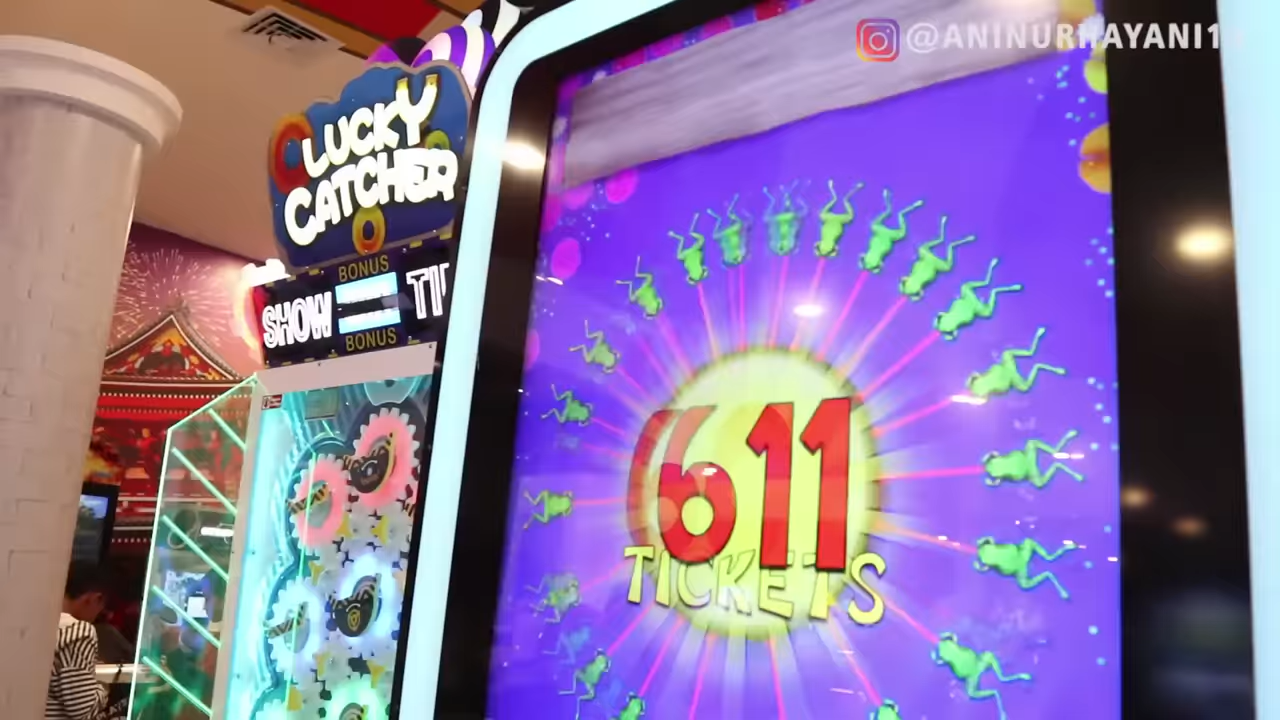 @ANINURHAYANI1
LUCKY
CATCHER
BONUS
SHOW
BONUS
611
TICKETS